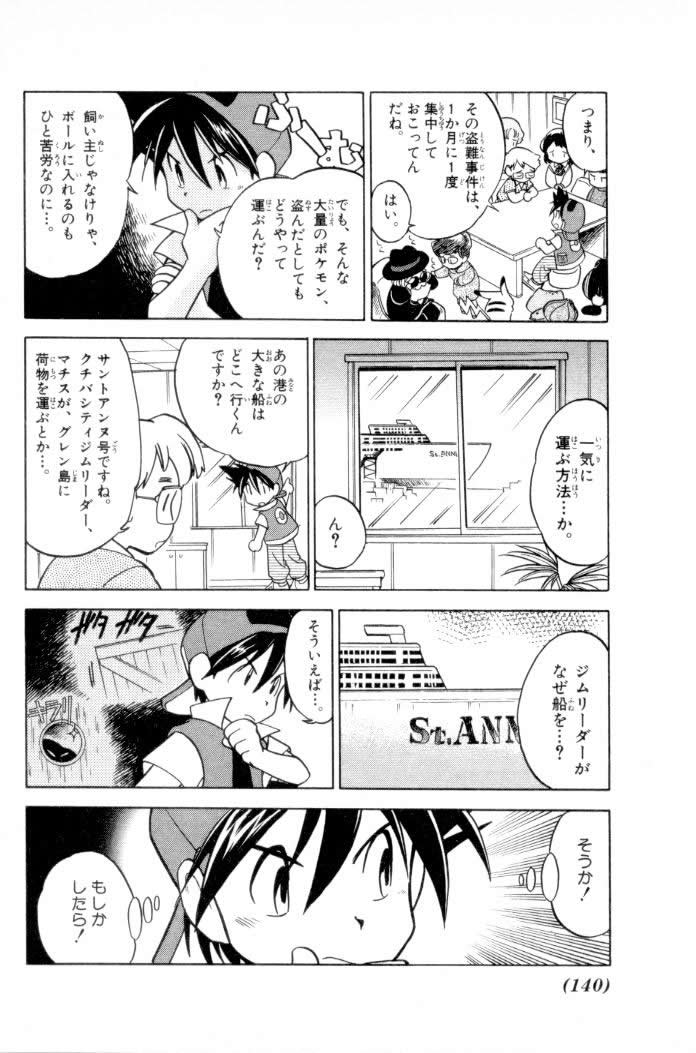 つまり、
その盗難事件は、
1か月に1度
集中して
おこってん
だね。
はい。
ふ〜む
でも、そんな
大量のポケモン、
盗んだとしても
どうやって
運ぶんだ？
飼い主じゃなけりゃ、
ボールに入れるのも
ひと苦労なのに…。
一気に
運ぶ方法…か。
St.ANN
ん？
あの港の
大きな船は
どこへ行くん
ですか？
サントアンヌ号ですね。
クチバシティジムリーダー、
マチスが、グレン島に
荷物を運ぶとか…。
ジムリーダーが
なぜ船を…？
St.ANN
そういえば…。
ガタ
ガタ
キラッ!!
そうか！
もしか
したら！
(140)